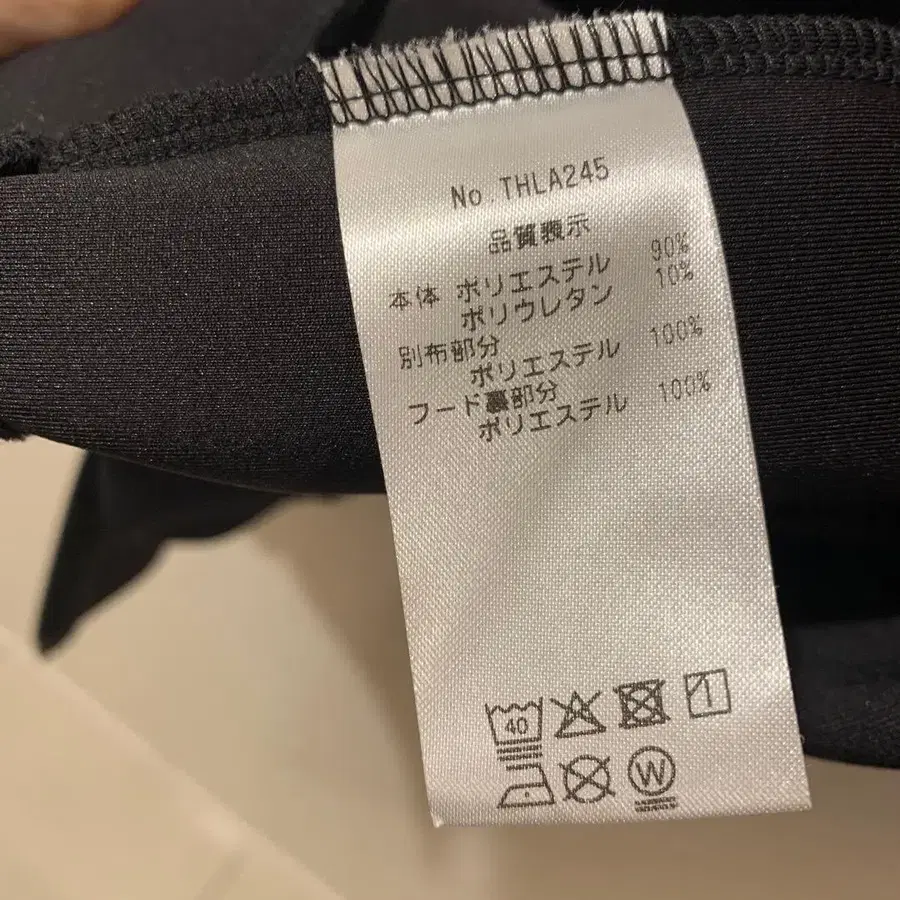 No.THLA245
品質表示
本体 ポリエステル 90%
ポリウレタン 10%
別布部分
ポリエステル 100%
フード裏部分
ポリエステル 100%
40
W